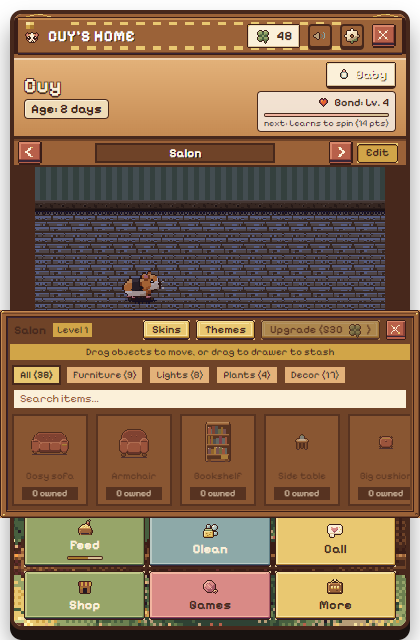 GUY'S HOME
48
Guy
Baby
Age: 2 days
Bond: Lv. 4
next: learns to spin (14 pts)
Salon
Edit
Salon
Level 1
Skins
Themes
Upgrade (530 )
Drag objects to move, or drag to drawer to stash
All (38)
Furniture (9)
Lights (8)
Plants (4)
Decor (17)
Search items...
Cosy sofa
Armchair
Bookshelf
Side table
Big cushion
0 owned
0 owned
0 owned
0 owned
0 owned
Feed
Clean
Call
Shop
Games
More